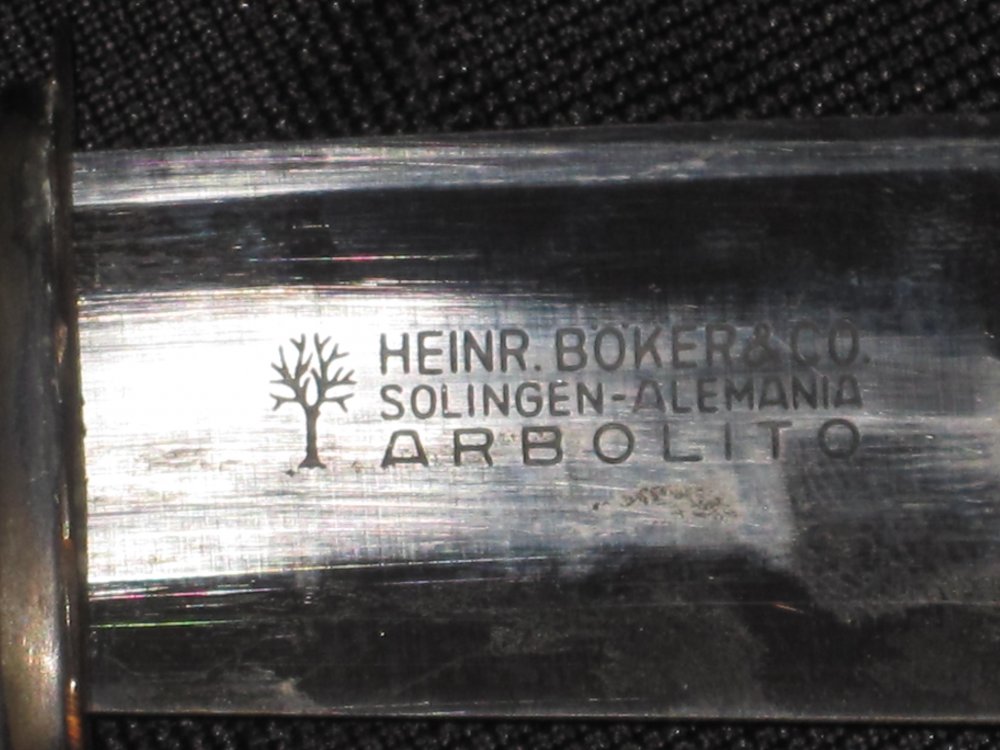 HEINR. BÖKER & CO.
SOLINGEN-ALEMANIA
ARBOLITO